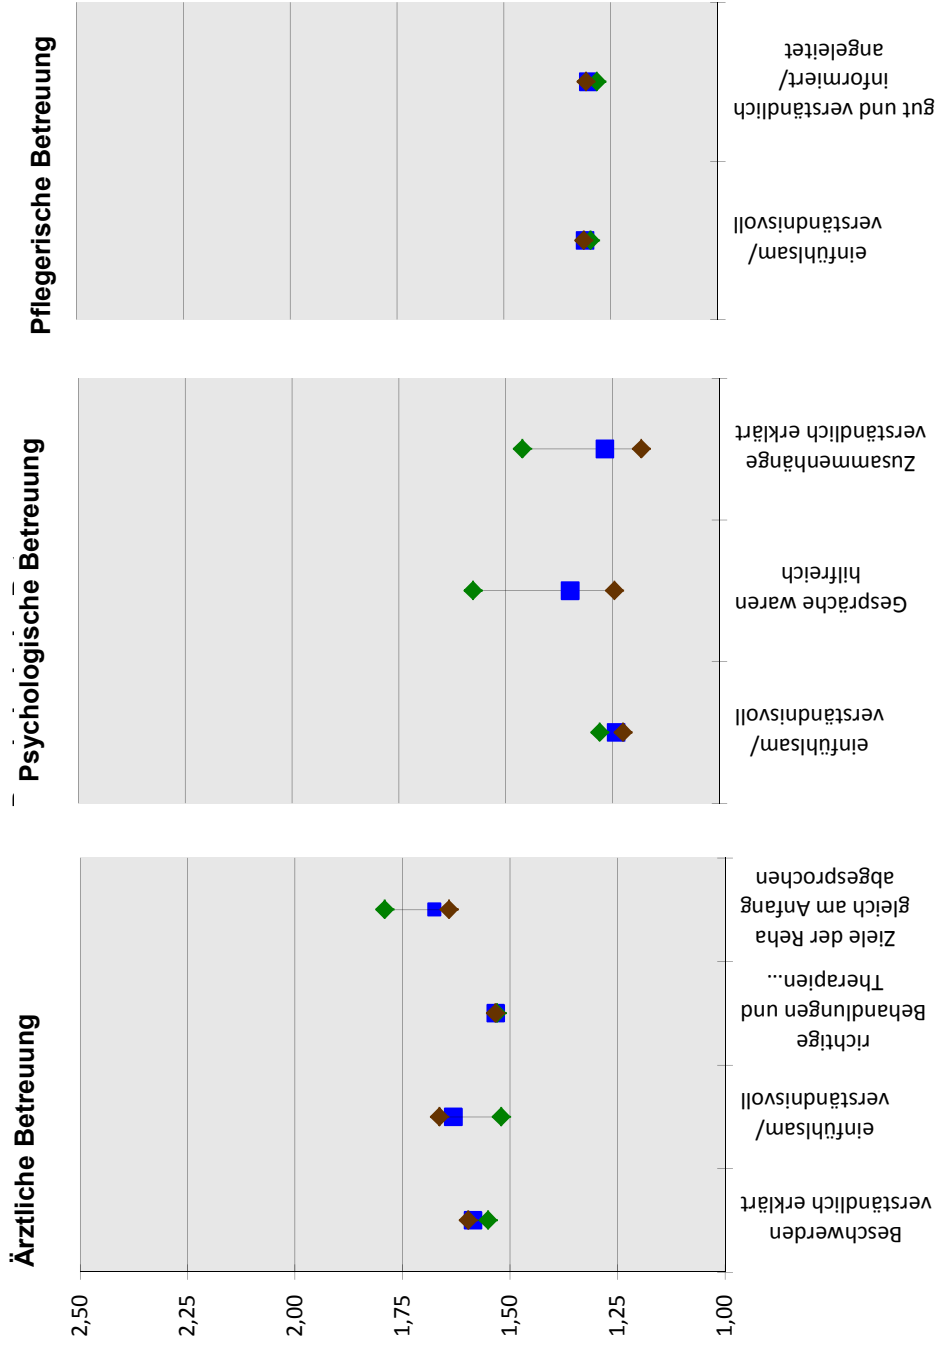 Ärztliche Betreuung
Psychologische Betreuung
Pflegerische Betreuung
2,50
2,25
2,00
1,75
1,50
1,25
1,00
Beschwerden
verständlich erklärt
einfühlsam/
verständnisvoll
richtige
Behandlungen und
Therapien...
Ziele der Reha
gleich am Anfang
abgesprochen
einfühlsam/
verständnisvoll
Gespräche waren
hilfreich
Zusammenhänge
verständlich erklärt
einfühlsam/
verständnisvoll
gut und verständlich
informiert/
angeleitet